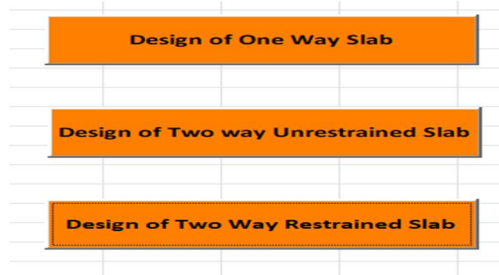 Design of One Way Slab
Design of Two way Unrestrained Slab
Design of Two Way Restrained Slab